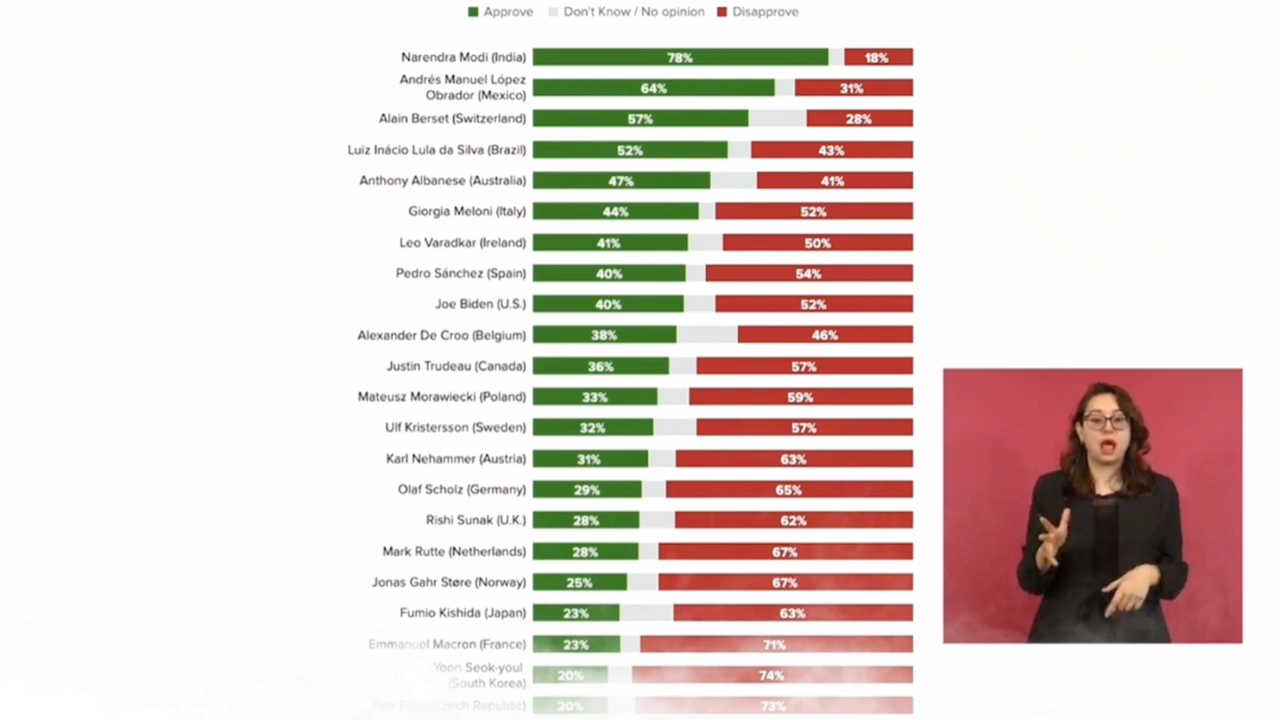 Approve Don't Know / No opinion Disapprove
Narendra Modi (India) 78% 18%
Andrés Manuel López
Obrador (Mexico) 64% 31%
Alain Berset (Switzerland) 57% 28%
Luiz Inácio Lula da Silva (Brazil) 52% 43%
Anthony Albanese (Australia) 47% 41%
Giorgia Meloni (Italy) 44% 52%
Leo Varadkar (Ireland) 41% 50%
Pedro Sánchez (Spain) 40% 54%
Joe Biden (U.S.) 40% 52%
Alexander De Croo (Belgium) 38% 46%
Justin Trudeau (Canada) 36% 57%
Mateusz Morawiecki (Poland) 33% 59%
Ulf Kristersson (Sweden) 32% 57%
Karl Nehammer (Austria) 31% 63%
Olaf Scholz (Germany) 29% 65%
Rishi Sunak (U.K.) 28% 62%
Mark Rutte (Netherlands) 28% 67%
Jonas Gahr Støre (Norway) 25% 67%
Fumio Kishida (Japan) 23% 63%
Emmanuel Macron (France) 23% 71%
Yoon Seok-youl
(South Korea) 20% 74%
Petr (Czech Republic) 20% 73%